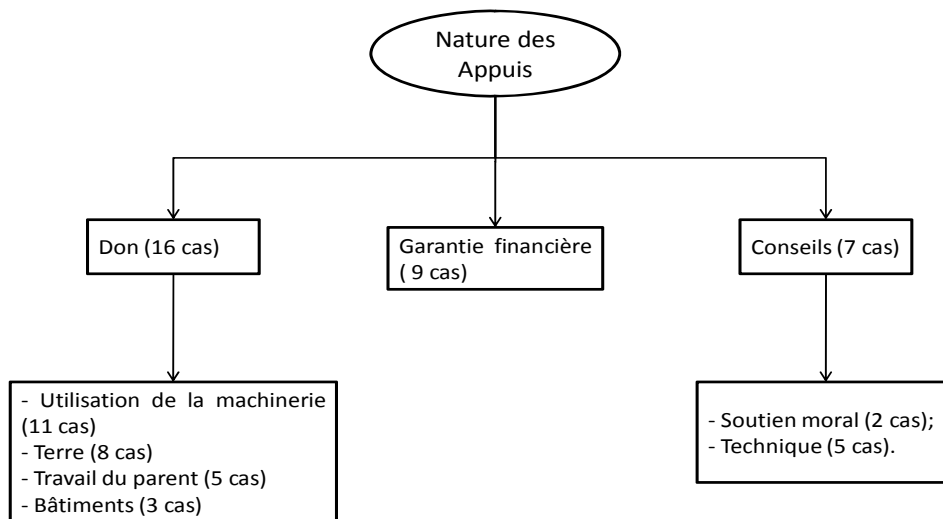 Nature des
Appuis
Don (16 cas)
Garantie financière
( 9 cas)
Conseils (7 cas)
- Utilisation de la machinerie
(11 cas)
- Terre (8 cas)
- Travail du parent (5 cas)
- Bâtiments (3 cas)
- Soutien moral (2 cas);
- Technique (5 cas).